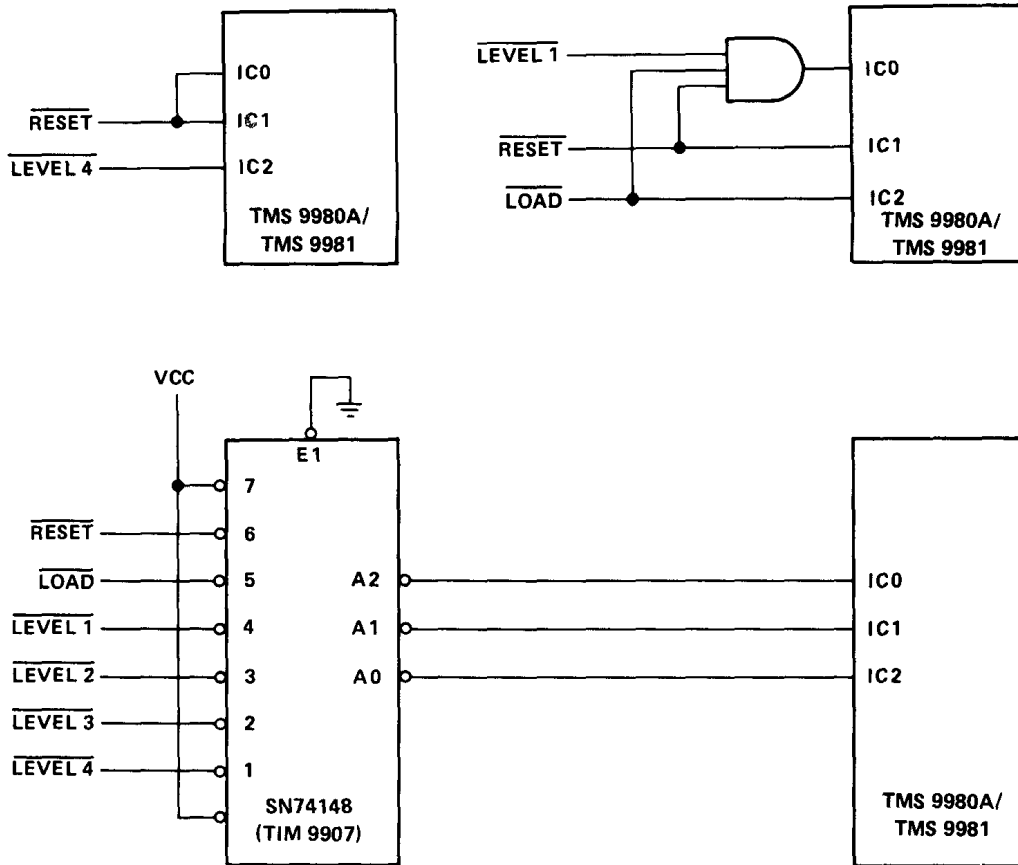 IC0
RESET
IC1
LEVEL 4
IC2
TMS 9980A/
TMS 9981
LEVEL 1
IC0
RESET
IC1
LOAD
IC2
TMS 9980A/
TMS 9981
VCC
E1
7
RESET
6
LOAD
5
A2
IC0
LEVEL 1
4
A1
IC1
LEVEL 2
3
A0
IC2
LEVEL 3
2
LEVEL 4
1
SN74148
(TIM 9907)
TMS 9980A/
TMS 9981